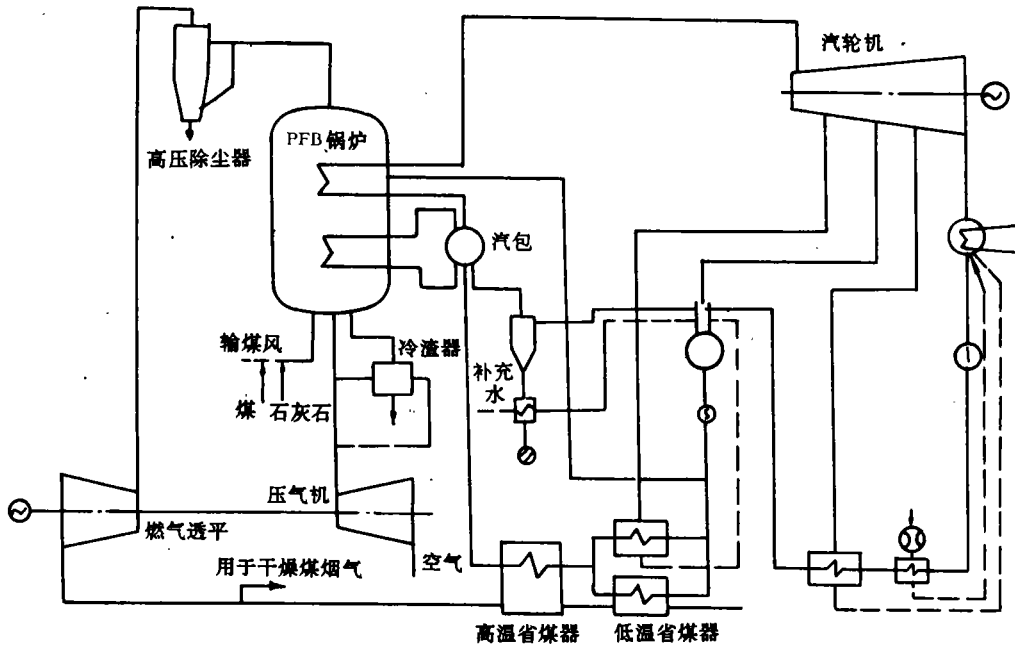 汽轮机
PFB锅炉
高压除尘器
汽包
输煤风
冷渣器
补充
水
煤
石灰石
压气机
燃气透平
空气
用于干燥煤烟气
高温省煤器
低温省煤器